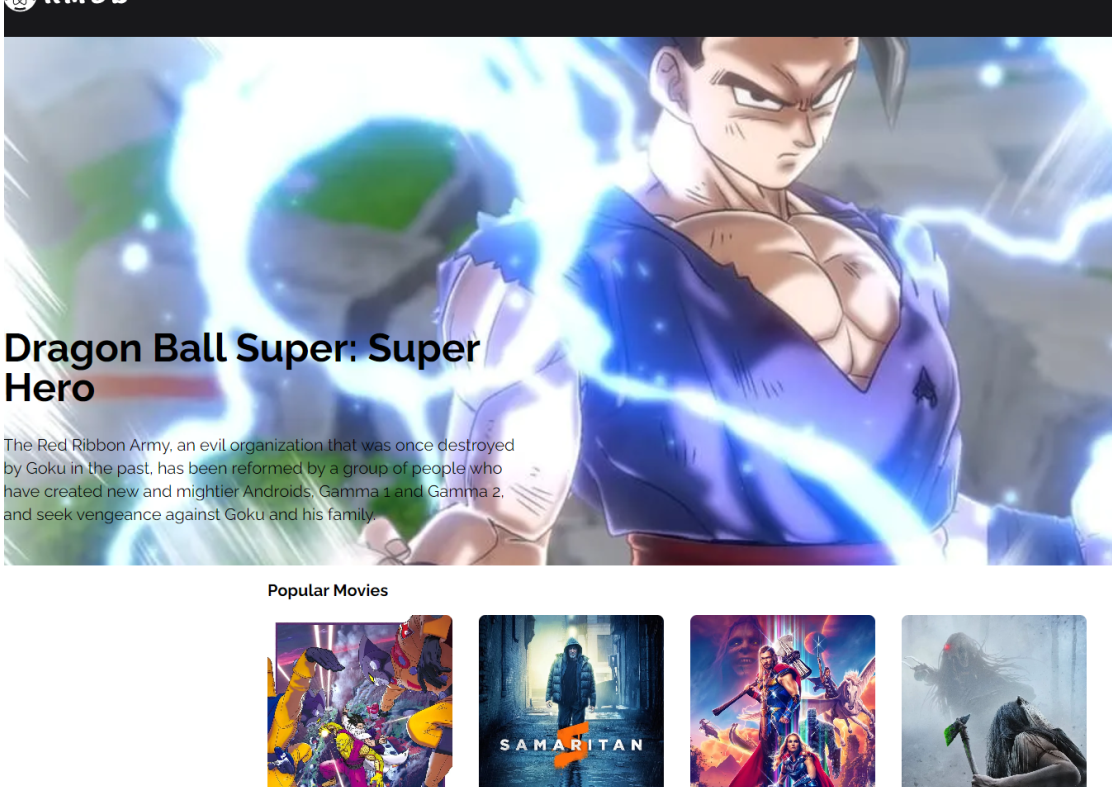 Dragon Ball Super: Super
Hero
The Red Ribbon Army, an evil organization that was once destroyed
by Goku in the past, has been reformed by a group of people who
have created new and mightier Androids, Gamma 1 and Gamma 2,
and seek vengeance against Goku and his family.
Popular Movies
SAMARITAN